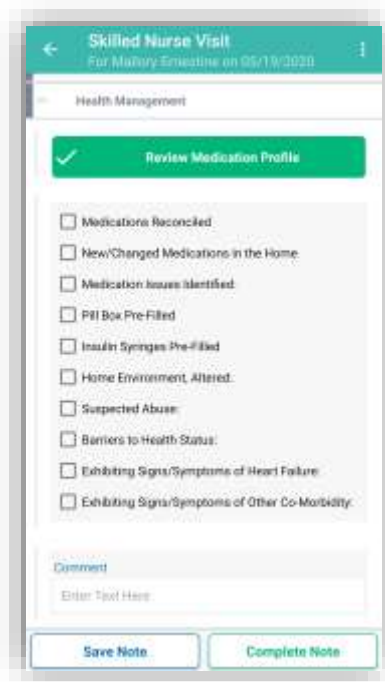 Skilled Nurse Visit
For Mallory Ernestine on 05/19/2020
Health Management
Review Medication Profile
Medications Reconciled
New/Changed Medications in the Home
Medication Issues Identified:
Pill Box Pre-Filled
Insulin Syringes Pre-Filled
Home Environment, Altered:
Suspected Abuse:
Barriers to Health Status:
Exhibiting Signs/Symptoms of Heart Failure
Exhibiting Signs/Symptoms of Other Co-Morbidity:
Comment
Enter Text Here
Save Note
Complete Note